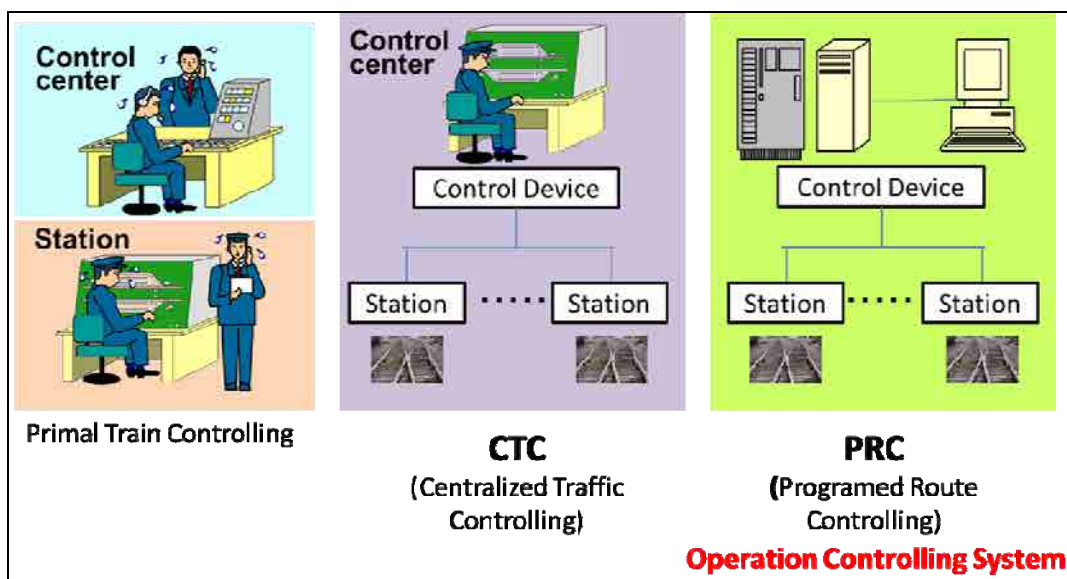 Control
center
Station
Primal Train Controlling
Control
center
Control Device
Station ..... Station
CTC
(Centralized Traffic
Controlling)
Control Device
Station ..... Station
PRC
(Programed Route
Controlling)
Operation Controlling System